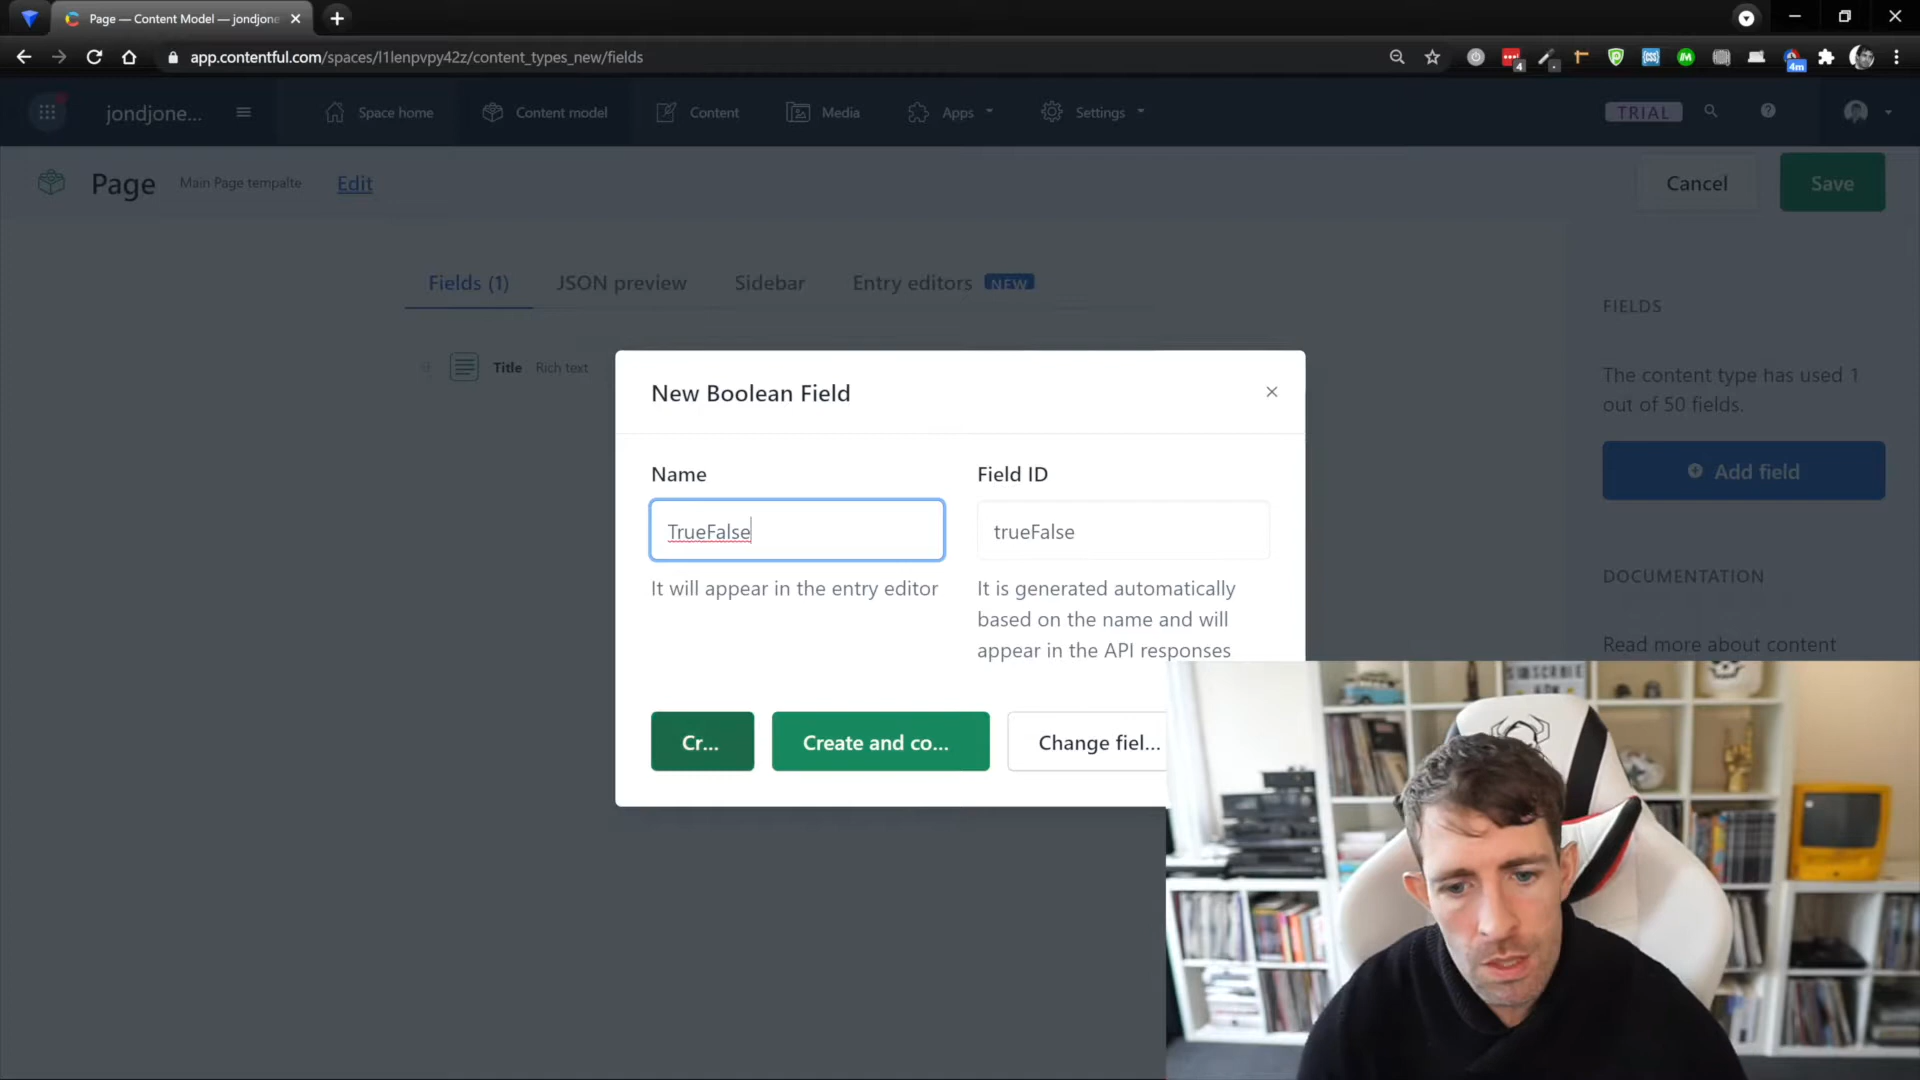 Page — Content Model — jondjone
app.contentful.com/spaces/l1lenpvpy42z/content_types_new/fields
4
4m
jondjone...
Space home
Content model
Content
Media
Apps
Settings
TRIAL
Page
Main Page tempalte
Edit
Cancel
Save
Fields (1)
JSON preview
Sidebar
Entry editors
NEW
FIELDS
Title
Rich text
The content type has used 1
out of 50 fields.
Add field
New Boolean Field
Name
Field ID
TrueFalse
trueFalse
It will appear in the entry editor
It is generated automatically
based on the name and will
appear in the API responses
DOCUMENTATION
Read more about content
Cr...
Create and co...
Change fiel...
SUBSCRIBE